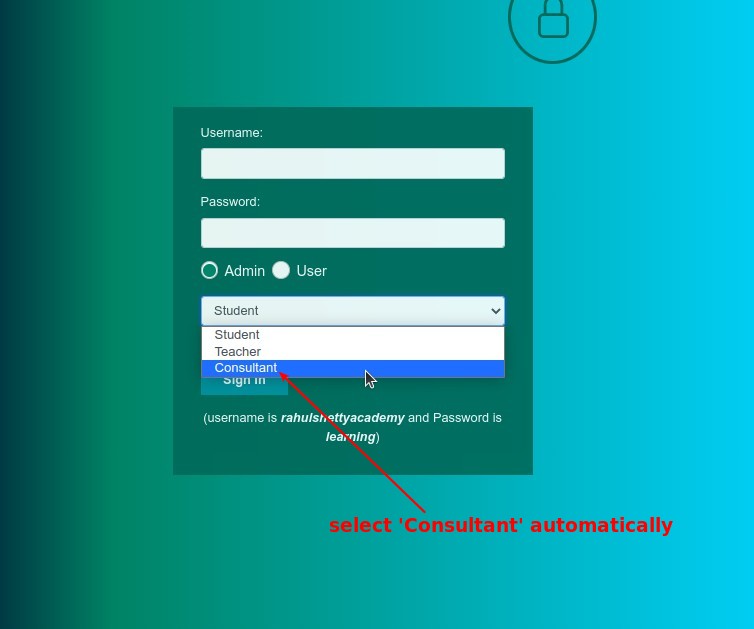 Username:
Password:
Admin User
Student
Student
Teacher
Consultant
Sign In
(username is rahulshettyacademy and Password is
learning)
select 'Consultant' automatically